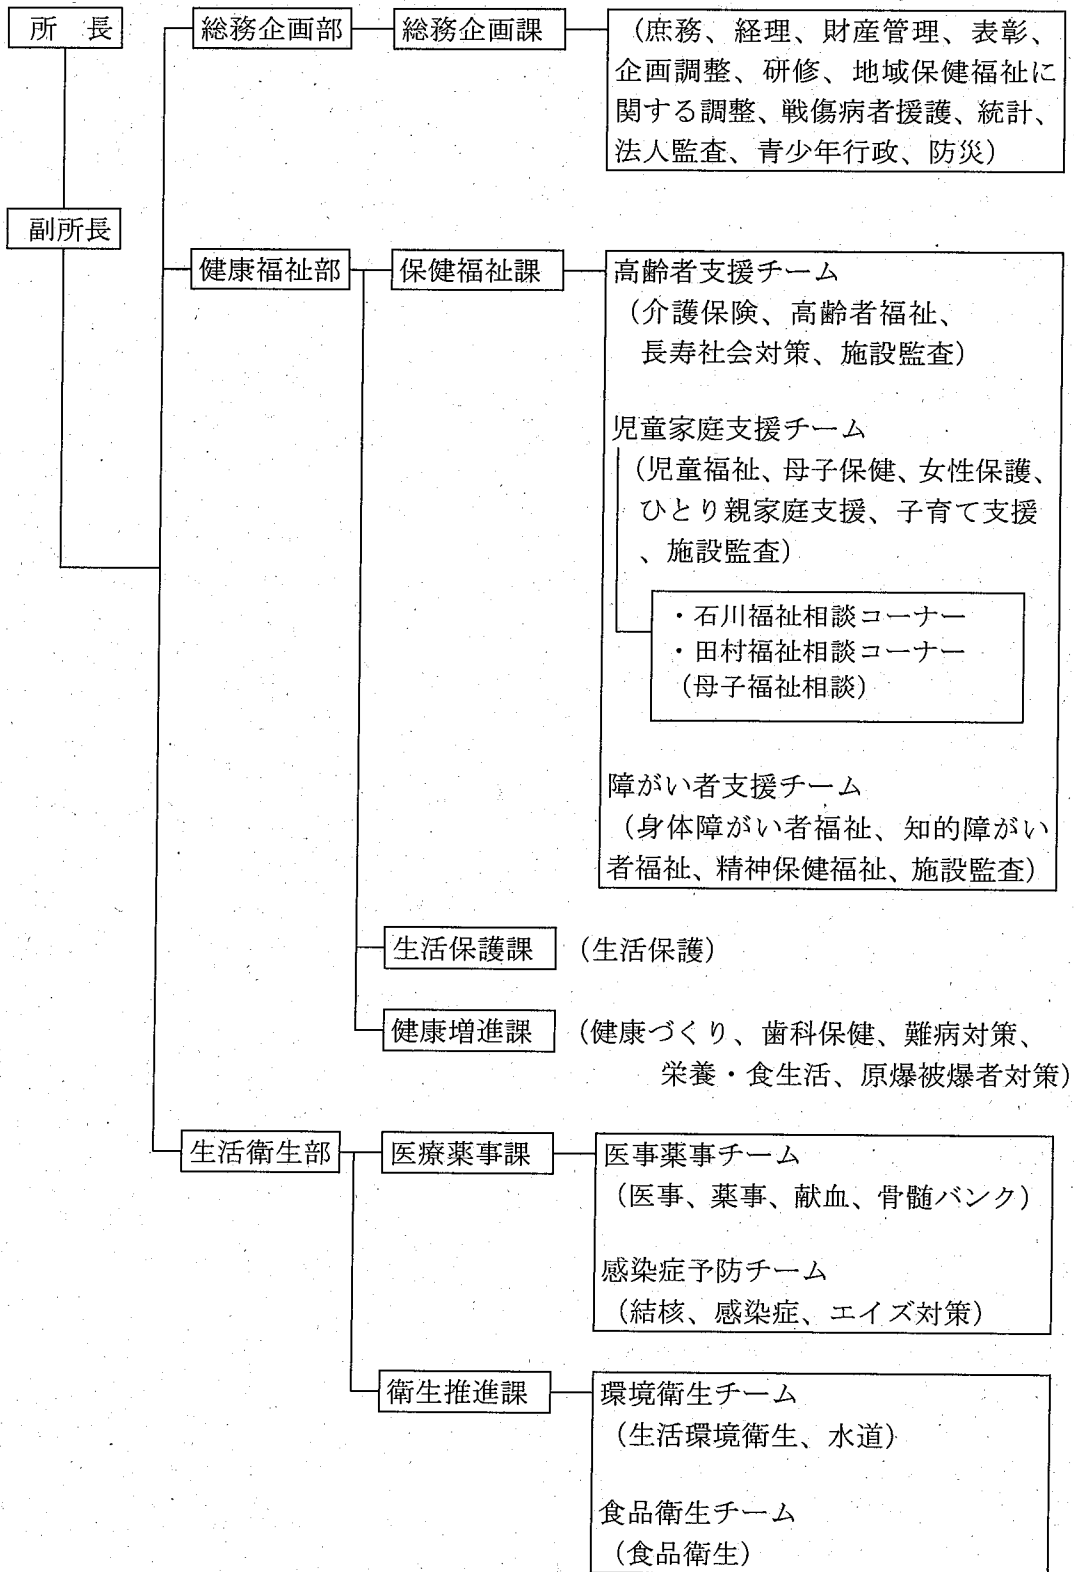 所　長
総務企画部
総務企画課
（庶務、経理、財産管理、表彰、
企画調整、研修、地域保健福祉に
関する調整、戦傷病者援護、統計、
法人監査、青少年行政、防災）
副所長
健康福祉部
保健福祉課
高齢者支援チーム
（介護保険、高齢者福祉、
長寿社会対策、施設監査）
児童家庭支援チーム
（児童福祉、母子保健、女性保護、
ひとり親家庭支援、子育て支援
、施設監査）
・石川福祉相談コーナー
・田村福祉相談コーナー
（母子福祉相談）
障がい者支援チーム
（身体障がい者福祉、知的障がい
者福祉、精神保健福祉、施設監査）
生活保護課
（生活保護）
健康増進課
（健康づくり、歯科保健、難病対策、
栄養・食生活、原爆被爆者対策）
生活衛生部
医療薬事課
医事薬事チーム
（医事、薬事、献血、骨髄バンク）
感染症予防チーム
（結核、感染症、エイズ対策）
衛生推進課
環境衛生チーム
（生活環境衛生、水道）
食品衛生チーム
（食品衛生）